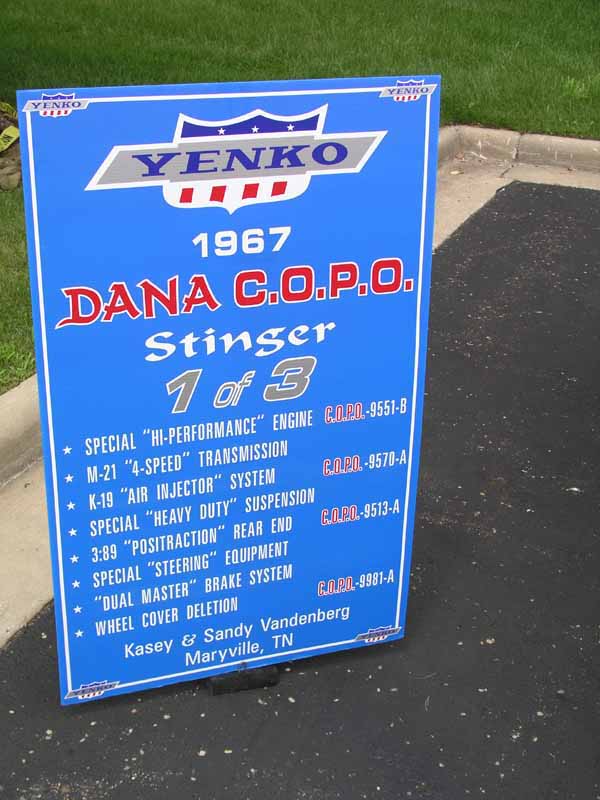 YENKO
YENKO
YENKO
1967
DANA C.O.P.O.
Stinger
1 of 3
★ SPECIAL "HI-PERFORMANCE" ENGINE C.O.P.O.-9551-B
★ M-21 "4-SPEED" TRANSMISSION
★ K-19 "AIR INJECTOR" SYSTEM C.O.P.O.-9570-A
★ SPECIAL "HEAVY DUTY" SUSPENSION
★ 3:89 "POSITRACTION" REAR END C.O.P.O.-9513-A
★ SPECIAL "STEERING" EQUIPMENT
★ "DUAL MASTER" BRAKE SYSTEM C.O.P.O.-9981-A
★ WHEEL COVER DELETION
Kasey & Sandy Vandenberg
Maryville, TN
YENKO
YENKO